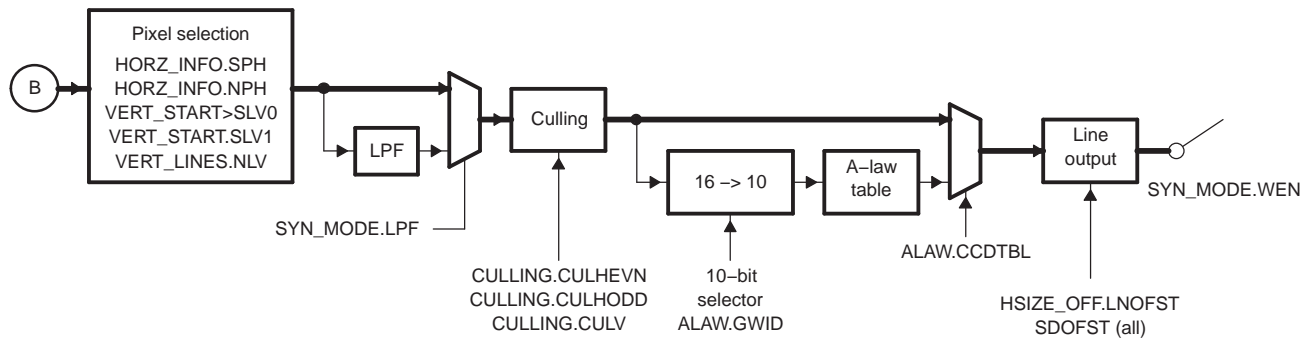 Pixel selection
HORZ_INFO.SPH
HORZ_INFO.NPH
VERT_START>SLV0
VERT_START.SLV1
VERT_LINES.NLV
B
LPF
SYN_MODE.LPF
Culling
CULLING.CULHEVN
CULLING.CULHODD
CULLING.CULV
16 −> 10
10−bit
selector
ALAW.GWID
A−law
table
ALAW.CCDTBL
Line
output
HSIZE_OFF.LNOFST
SDOFST (all)
SYN_MODE.WEN